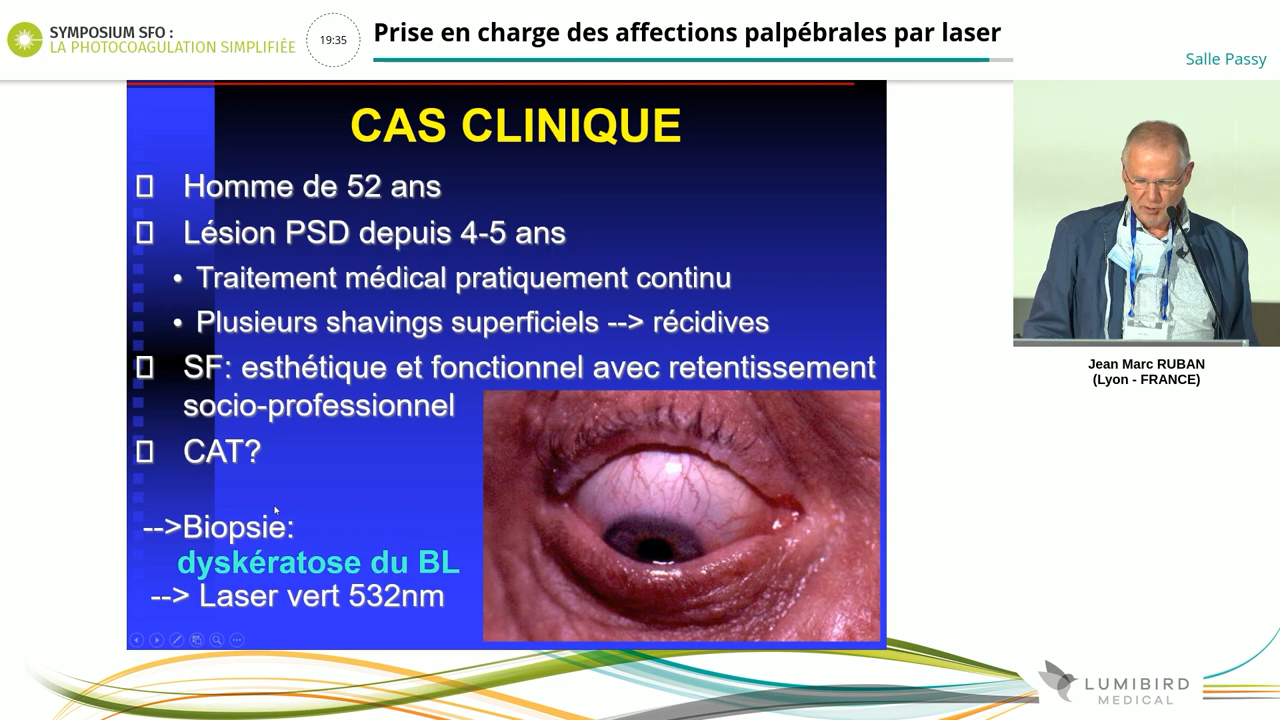 SYMPOSIUM SFO :
LA PHOTOCOAGULATION SIMPLIFIÉE
19:35
Prise en charge des affections palpébrales par laser
Salle Passy
CAS CLINIQUE
Homme de 52 ans
Lésion PSD depuis 4-5 ans
• Traitement médical pratiquement continu
• Plusieurs shavings superficiels --> récidives
SF: esthétique et fonctionnel avec retentissement
socio-professionnel
CAT?
-->Biopsie:
dyskératose du BL
--> Laser vert 532nm
Jean Marc RUBAN
(Lyon - FRANCE)
LUMIBIRD
MEDICAL